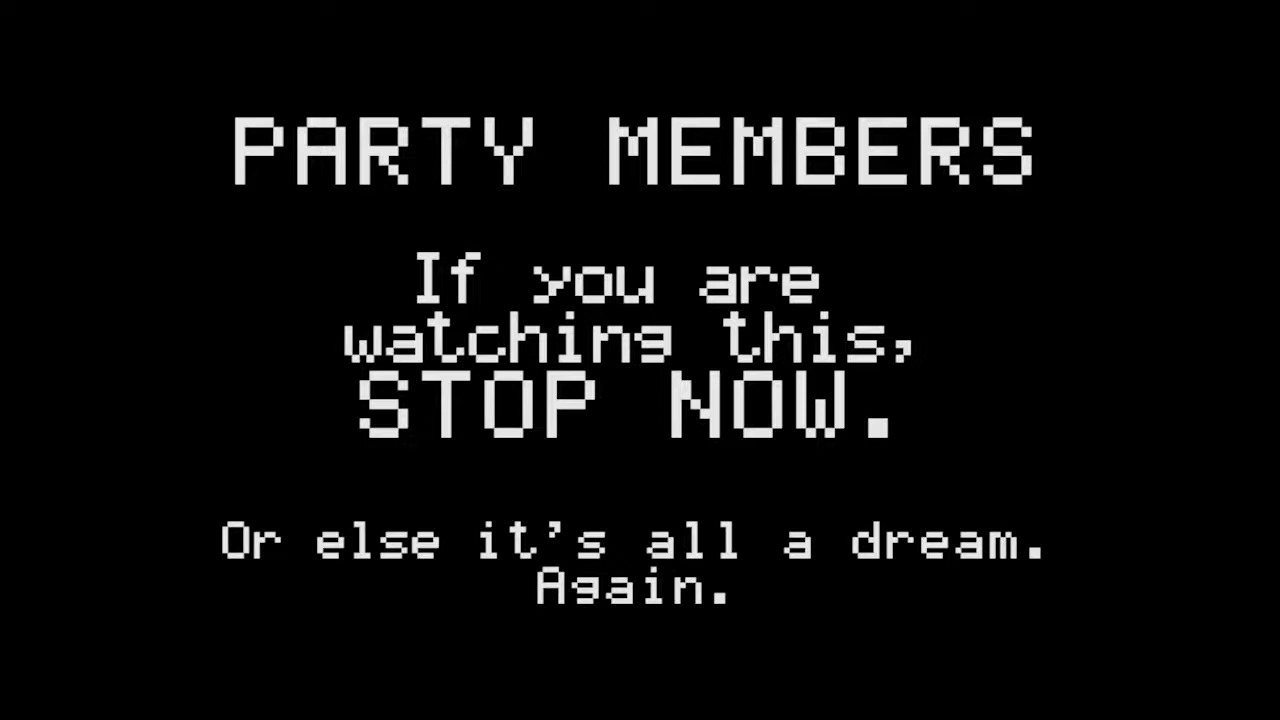 PARTY MEMBERS
If you are
watching this,
STOP NOW.
Or else it's all a dream.
Again.